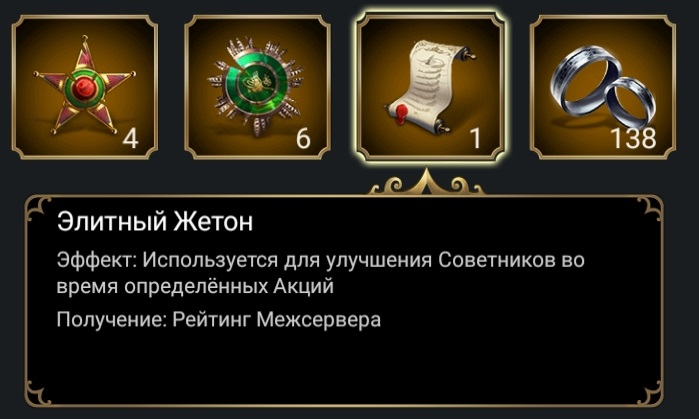 4
6
1
138
Элитный Жетон
Эффект: Используется для улучшения Советников во
время определённых Акций
Получение: Рейтинг Межсервера